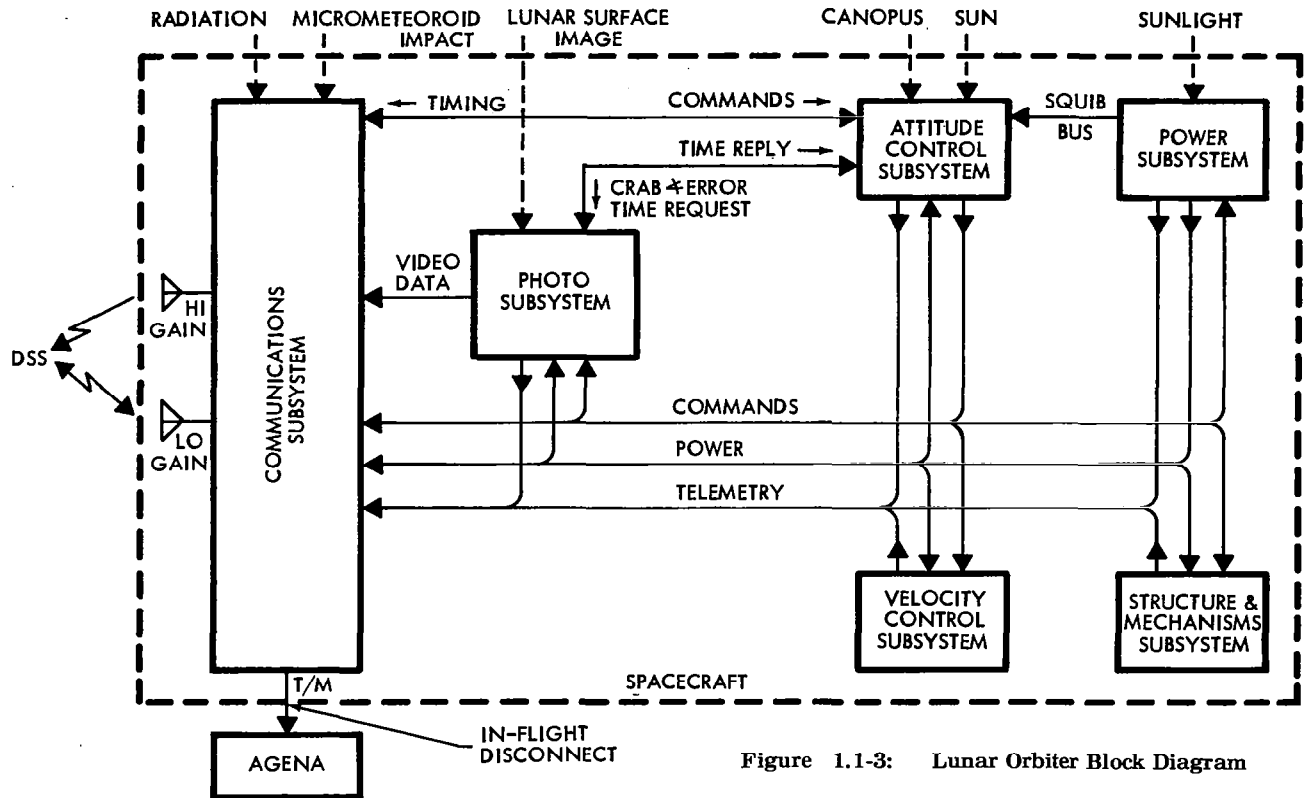 RADIATION
MICROMETEOROID
IMPACT
LUNAR SURFACE
IMAGE
CANOPUS
SUN
SUNLIGHT
← TIMING
COMMANDS →
ATTITUDE
CONTROL
SUBSYSTEM
SQUIB
BUS
POWER
SUBSYSTEM
TIME REPLY →
↓ CRAB ∡ ERROR
TIME REQUEST
VIDEO
DATA
PHOTO
SUBSYSTEM
COMMUNICATIONS
SUBSYSTEM
HI
GAIN
DSS
LO
GAIN
COMMANDS
POWER
TELEMETRY
VELOCITY
CONTROL
SUBSYSTEM
STRUCTURE &
MECHANISMS
SUBSYSTEM
T/M
SPACECRAFT
IN-FLIGHT
DISCONNECT
AGENA
Figure 1.1-3: Lunar Orbiter Block Diagram